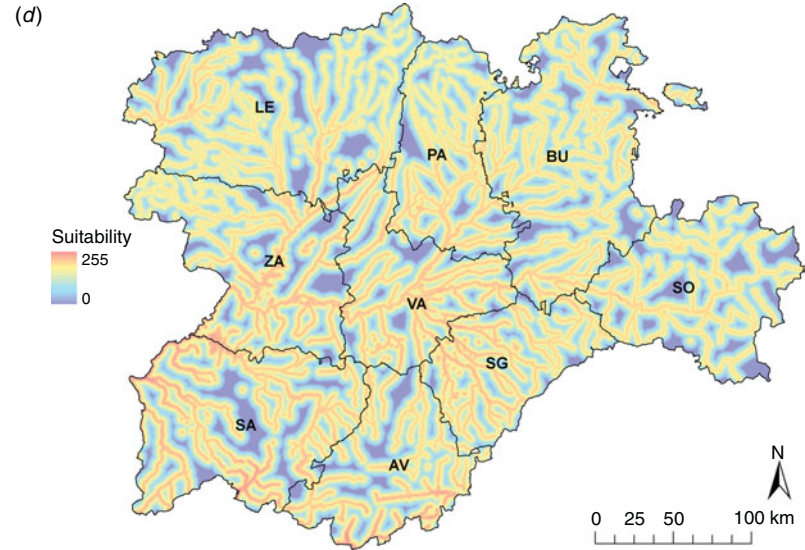 (d)
LE
PA
BU
Suitability
255
0
ZA
VA
SO
SG
SA
AV
N
0 25 50 100 km